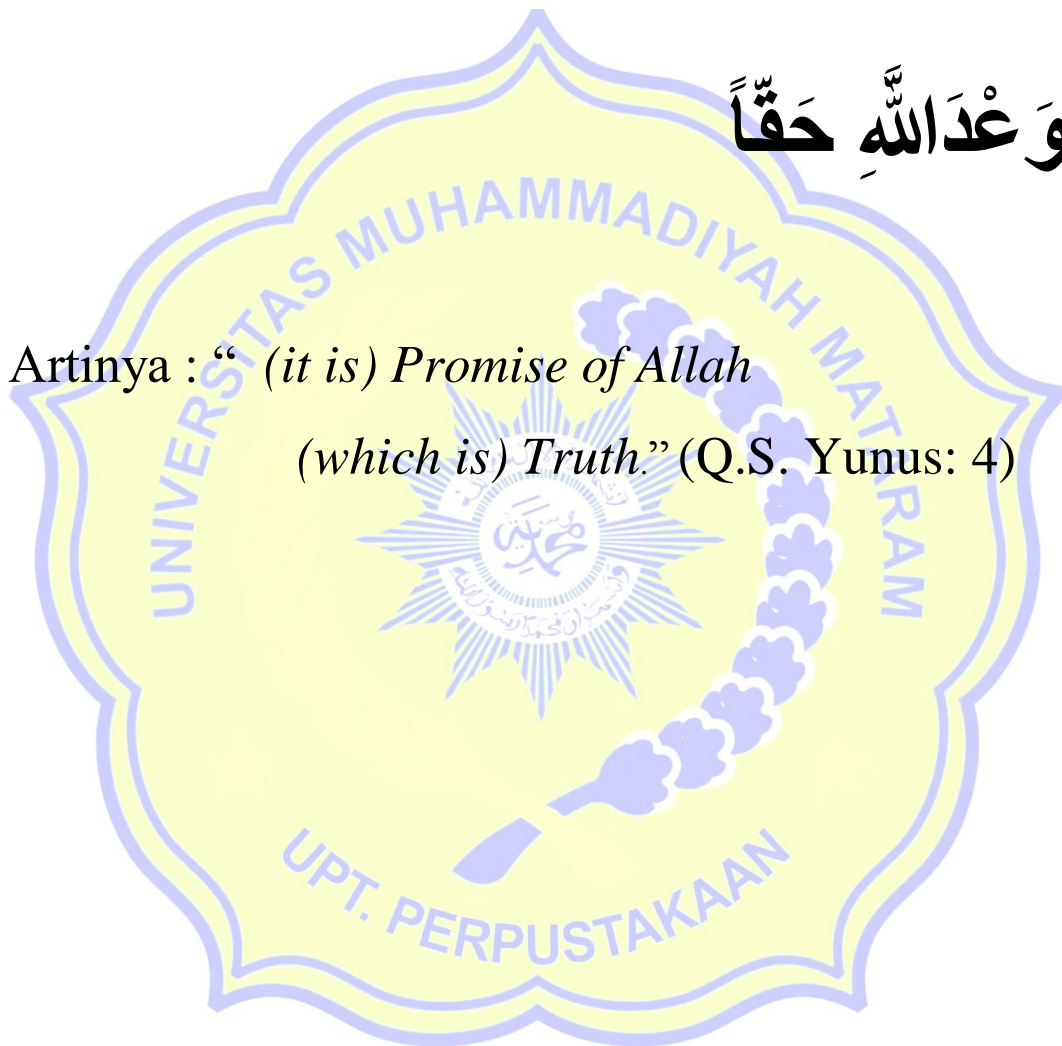 وَعْدَاللَّهِ حَقّاً
UNIVERSITAS MUHAMMADIYAH MATARAM
Artinya : “ (it is) Promise of Allah
(which is) Truth.” (Q.S. Yunus: 4)
UPT. PERPUSTAKAAN